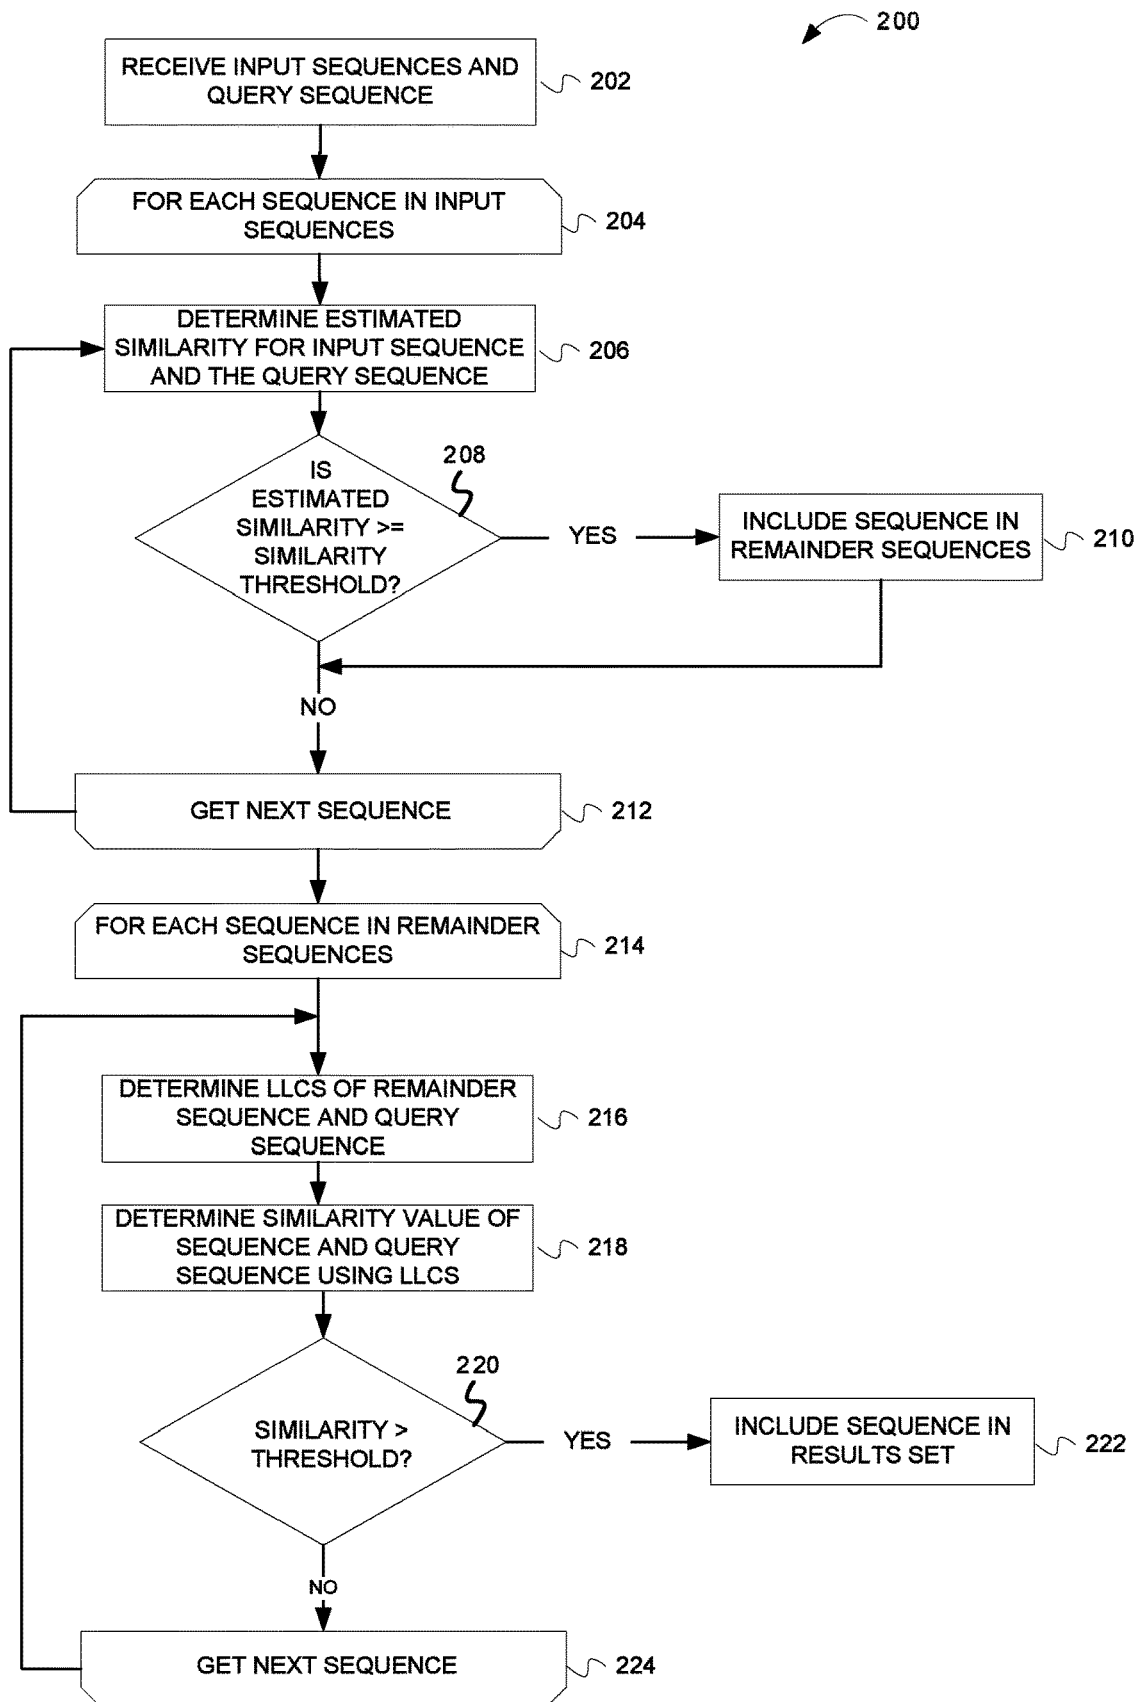 200
RECEIVE INPUT SEQUENCES AND
QUERY SEQUENCE
202
FOR EACH SEQUENCE IN INPUT
SEQUENCES
204
DETERMINE ESTIMATED
SIMILARITY FOR INPUT SEQUENCE
AND THE QUERY SEQUENCE
206
IS
ESTIMATED
SIMILARITY >=
SIMILARITY
THRESHOLD?
208
YES
INCLUDE SEQUENCE IN
REMAINDER SEQUENCES
210
NO
GET NEXT SEQUENCE
212
FOR EACH SEQUENCE IN REMAINDER
SEQUENCES
214
DETERMINE LLCS OF REMAINDER
SEQUENCE AND QUERY
SEQUENCE
216
DETERMINE SIMILARITY VALUE OF
SEQUENCE AND QUERY
SEQUENCE USING LLCS
218
SIMILARITY >
THRESHOLD?
220
YES
INCLUDE SEQUENCE IN
RESULTS SET
222
NO
GET NEXT SEQUENCE
224